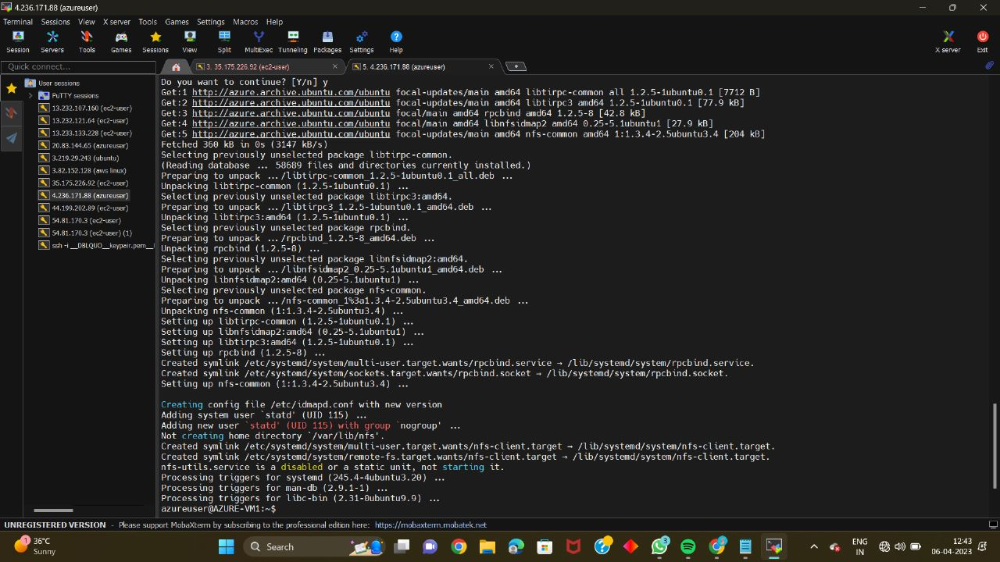 4.236.171.88 (azureuser)
Terminal Sessions View X server Tools Games Settings Macros Help
Session Servers Tools Games Sessions View Split MultiExec Tunneling Packages Settings Help X server Exit
Quick connect...
3. 35.175.226.92 (ec2-user)
5. 4.236.171.88 (azureuser)
User sessions
PuTTY sessions
13.232.107.160 (ec2-user)
13.232.121.64 (ec2-user)
13.233.133.228 (ec2-user)
20.83.144.65 (azureuser)
3.219.29.243 (ubuntu)
3.82.152.128 (aws linux)
35.175.226.92 (ec2-user)
4.236.171.88 (azureuser)
44.199.202.89 (ec2-user)
54.81.170.3 (ec2-user)
54.81.170.3 (ec2-user) (1)
ssh -i __DBLQUO__keypair.pem__
Do you want to continue? [Y/n] y
Get:1 http://azure.archive.ubuntu.com/ubuntu focal-updates/main amd64 libtirpc-common all 1.2.5-1ubuntu0.1 [7712 B]
Get:2 http://azure.archive.ubuntu.com/ubuntu focal-updates/main amd64 libtirpc3 amd64 1.2.5-1ubuntu0.1 [77.9 kB]
Get:3 http://azure.archive.ubuntu.com/ubuntu focal/main amd64 rpcbind amd64 1.2.5-8 [42.8 kB]
Get:4 http://azure.archive.ubuntu.com/ubuntu focal/main amd64 libnfsidmap2 amd64 0.25-5.1ubuntu1 [27.9 kB]
Get:5 http://azure.archive.ubuntu.com/ubuntu focal-updates/main amd64 nfs-common amd64 1:1.3.4-2.5ubuntu3.4 [204 kB]
Fetched 360 kB in 0s (3147 kB/s)
Selecting previously unselected package libtirpc-common.
(Reading database ... 58689 files and directories currently installed.)
Preparing to unpack .../libtirpc-common_1.2.5-1ubuntu0.1_all.deb ...
Unpacking libtirpc-common (1.2.5-1ubuntu0.1) ...
Selecting previously unselected package libtirpc3:amd64.
Preparing to unpack .../libtirpc3_1.2.5-1ubuntu0.1_amd64.deb ...
Unpacking libtirpc3:amd64 (1.2.5-1ubuntu0.1) ...
Selecting previously unselected package rpcbind.
Preparing to unpack .../rpcbind_1.2.5-8_amd64.deb ...
Unpacking rpcbind (1.2.5-8) ...
Selecting previously unselected package libnfsidmap2:amd64.
Preparing to unpack .../libnfsidmap2_0.25-5.1ubuntu1_amd64.deb ...
Unpacking libnfsidmap2:amd64 (0.25-5.1ubuntu1) ...
Selecting previously unselected package nfs-common.
Preparing to unpack .../nfs-common_1%3a1.3.4-2.5ubuntu3.4_amd64.deb ...
Unpacking nfs-common (1:1.3.4-2.5ubuntu3.4) ...
Setting up libtirpc-common (1.2.5-1ubuntu0.1) ...
Setting up libnfsidmap2:amd64 (0.25-5.1ubuntu1) ...
Setting up libtirpc3:amd64 (1.2.5-1ubuntu0.1) ...
Setting up rpcbind (1.2.5-8) ...
Created symlink /etc/systemd/system/multi-user.target.wants/rpcbind.service → /lib/systemd/system/rpcbind.service.
Created symlink /etc/systemd/system/sockets.target.wants/rpcbind.socket → /lib/systemd/system/rpcbind.socket.
Setting up nfs-common (1:1.3.4-2.5ubuntu3.4) ...
Creating config file /etc/idmapd.conf with new version
Adding system user `statd' (UID 115) ...
Adding new user `statd' (UID 115) with group `nogroup' ...
Not creating home directory `/var/lib/nfs'.
Created symlink /etc/systemd/system/multi-user.target.wants/nfs-client.target → /lib/systemd/system/nfs-client.target.
Created symlink /etc/systemd/system/remote-fs.target.wants/nfs-client.target → /lib/systemd/system/nfs-client.target.
nfs-utils.service is a disabled or a static unit, not starting it.
Processing triggers for systemd (245.4-4ubuntu3.20) ...
Processing triggers for man-db (2.9.1-1) ...
Processing triggers for libc-bin (2.31-0ubuntu9.9) ...
azureuser@AZURE-VM1:~$
UNREGISTERED VERSION - Please support MobaXterm by subscribing to the professional edition here: https://mobaxterm.mobatek.net
1
36°C
Sunny
Search
3
ENG
IN
12:43
06-04-2023